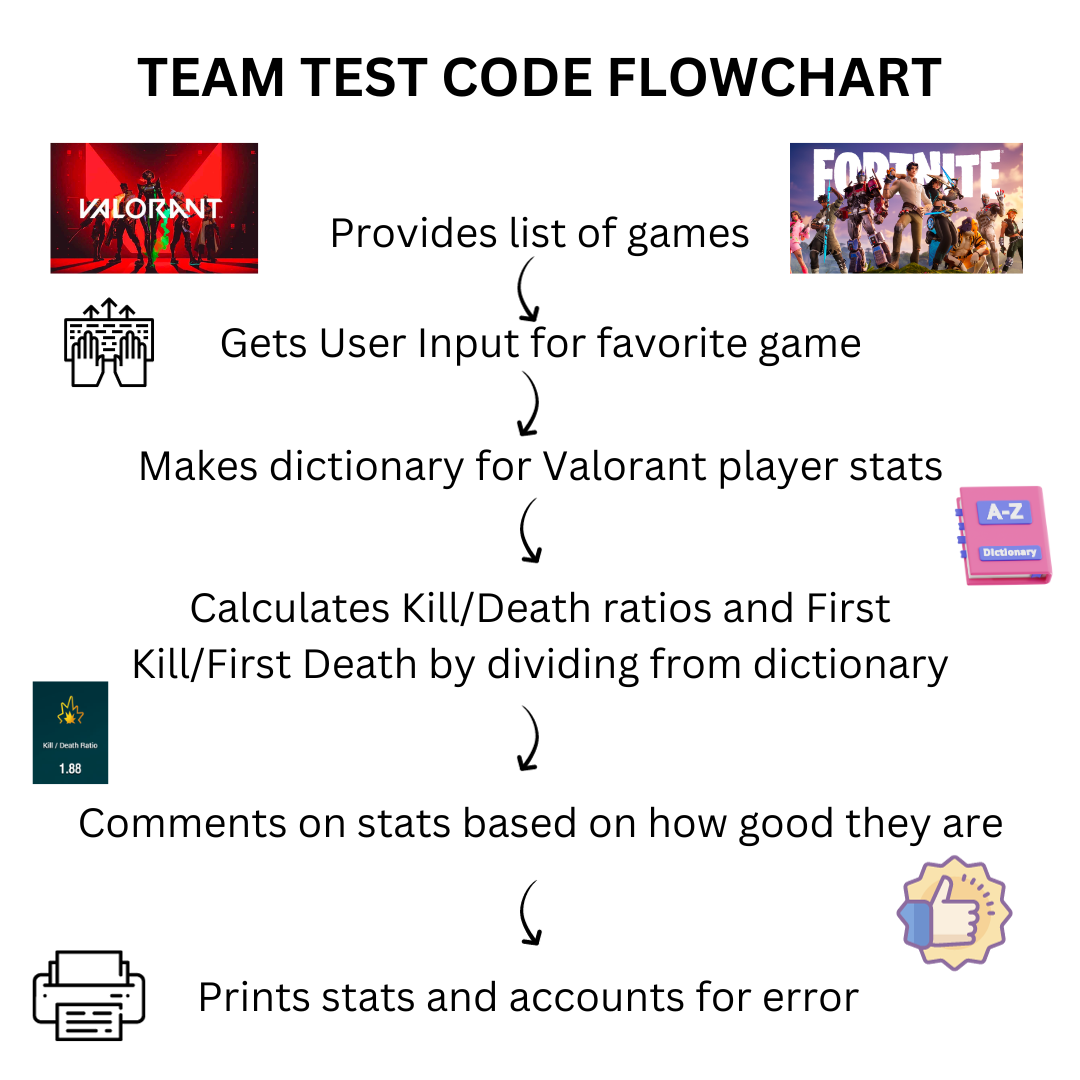 TEAM TEST CODE FLOWCHART
VALORANT
FORTNITE
Provides list of games
Gets User Input for favorite game
Makes dictionary for Valorant player stats
A-Z
Dictionary
Calculates Kill/Death ratios and First
Kill/First Death by dividing from dictionary
Kill / Death Ratio
1.88
Comments on stats based on how good they are
Prints stats and accounts for error